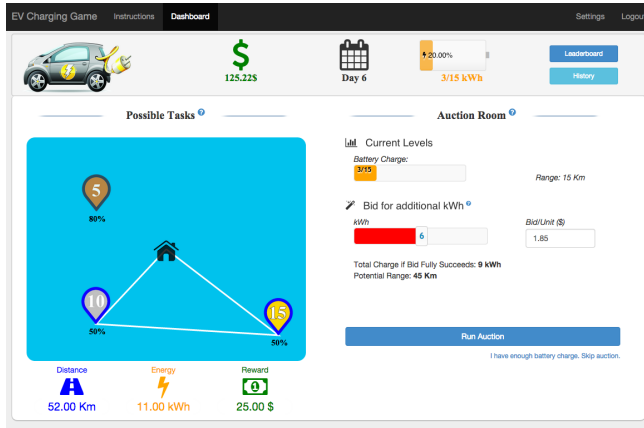 EV Charging Game Instructions Dashboard Settings Logout
125.22$
Day 6
20.00%
3/15 kWh
Leaderboard
History
Possible Tasks ?
5
80%
10
50%
15
50%
Distance Energy Reward
52.00 Km 11.00 kWh 25.00 $
Auction Room ?
Current Levels
Battery Charge:
3/15
Range: 15 Km
Bid for additional kWh ?
kWh Bid/Unit ($)
6 1.85
Total Charge if Bid Fully Succeeds: 9 kWh
Potential Range: 45 Km
Run Auction
I have enough battery charge. Skip auction.